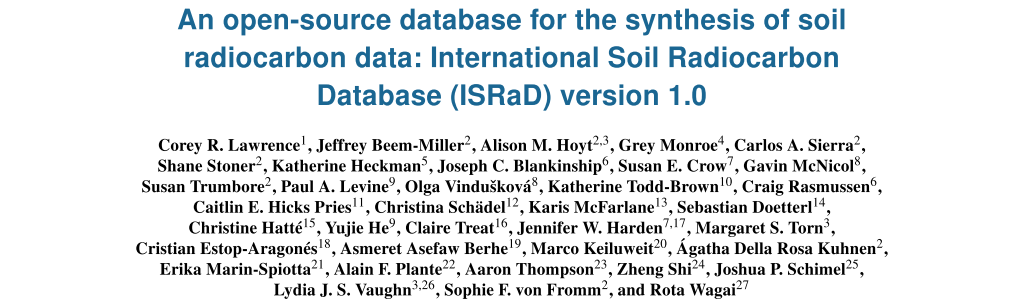 An open-source database for the synthesis of soil
radiocarbon data: International Soil Radiocarbon
Database (ISRaD) version 1.0
Corey R. Lawrence1, Jeffrey Beem-Miller2, Alison M. Hoyt2,3, Grey Monroe4, Carlos A. Sierra2,
Shane Stoner2, Katherine Heckman5, Joseph C. Blankinship6, Susan E. Crow7, Gavin McNicol8,
Susan Trumbore2, Paul A. Levine9, Olga Vindušková8, Katherine Todd-Brown10, Craig Rasmussen6,
Caitlin E. Hicks Pries11, Christina Schädel12, Karis McFarlane13, Sebastian Doetterl14,
Christine Hatté15, Yujie He9, Claire Treat16, Jennifer W. Harden7,17, Margaret S. Torn3,
Cristian Estop-Aragonés18, Asmeret Asefaw Berhe19, Marco Keiluweit20, Ágatha Della Rosa Kuhnen2,
Erika Marin-Spiotta21, Alain F. Plante22, Aaron Thompson23, Zheng Shi24, Joshua P. Schimel25,
Lydia J. S. Vaughn3,26, Sophie F. von Fromm2, and Rota Wagai27